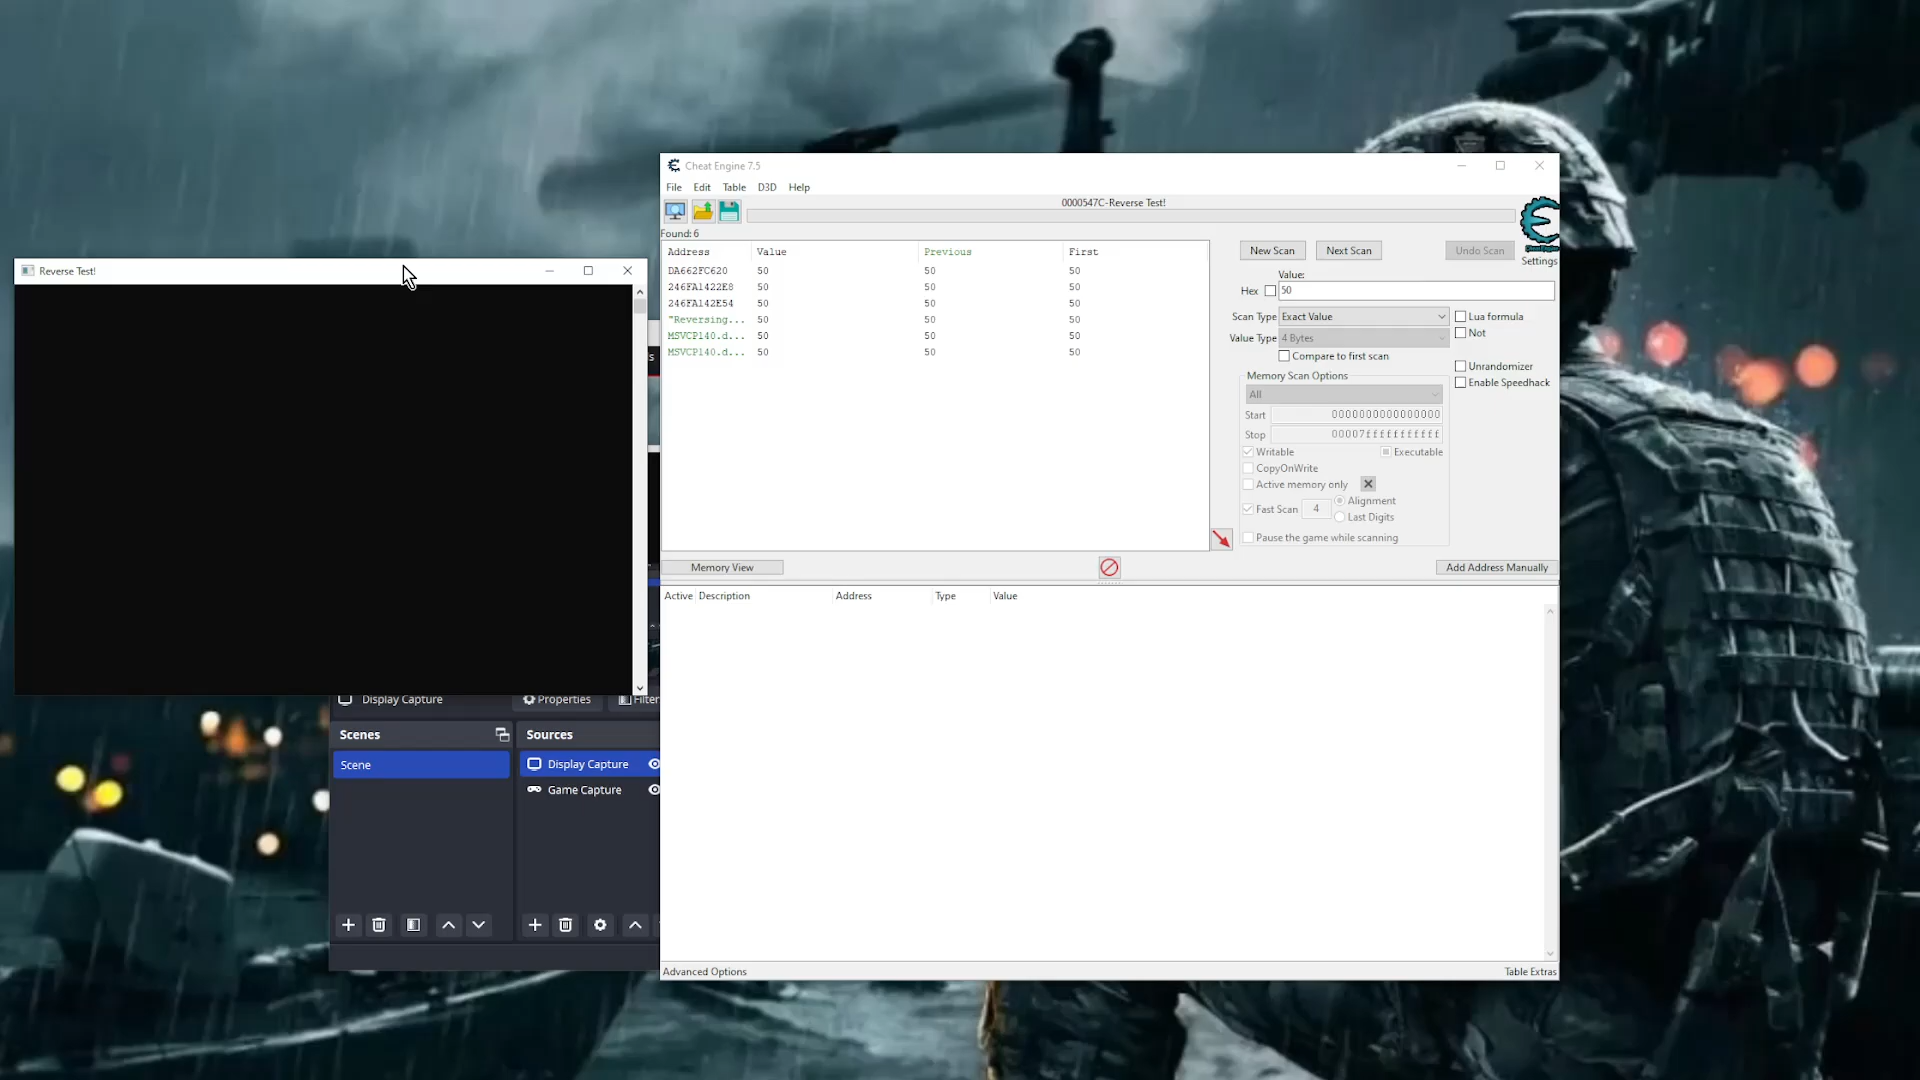 Cheat Engine 7.5
File Edit Table D3D Help
0000547C-Reverse Test!
Found: 6
Address Value Previous First
DA662FC620 50 50 50
246FA1422E8 50 50 50
246FA142E54 50 50 50
"Reversing... 50 50 50
MSVCP140.d... 50 50 50
MSVCP140.d... 50 50 50
New Scan Next Scan Undo Scan
Settings
Value:
Hex 50
Scan Type Exact Value Lua formula
Not
Value Type 4 Bytes
Compare to first scan
Unrandomizer
Memory Scan Options
Enable Speedhack
All
Start 0000000000000000
Stop 00007fffffffffff
Writable Executable
CopyOnWrite
Active memory only
Fast Scan 4 Alignment
Last Digits
Pause the game while scanning
Memory View Add Address Manually
Active Description Address Type Value
Advanced Options Table Extras
Reverse Test!
Display Capture Properties Filter
Scenes Sources
Scene Display Capture
Game Capture